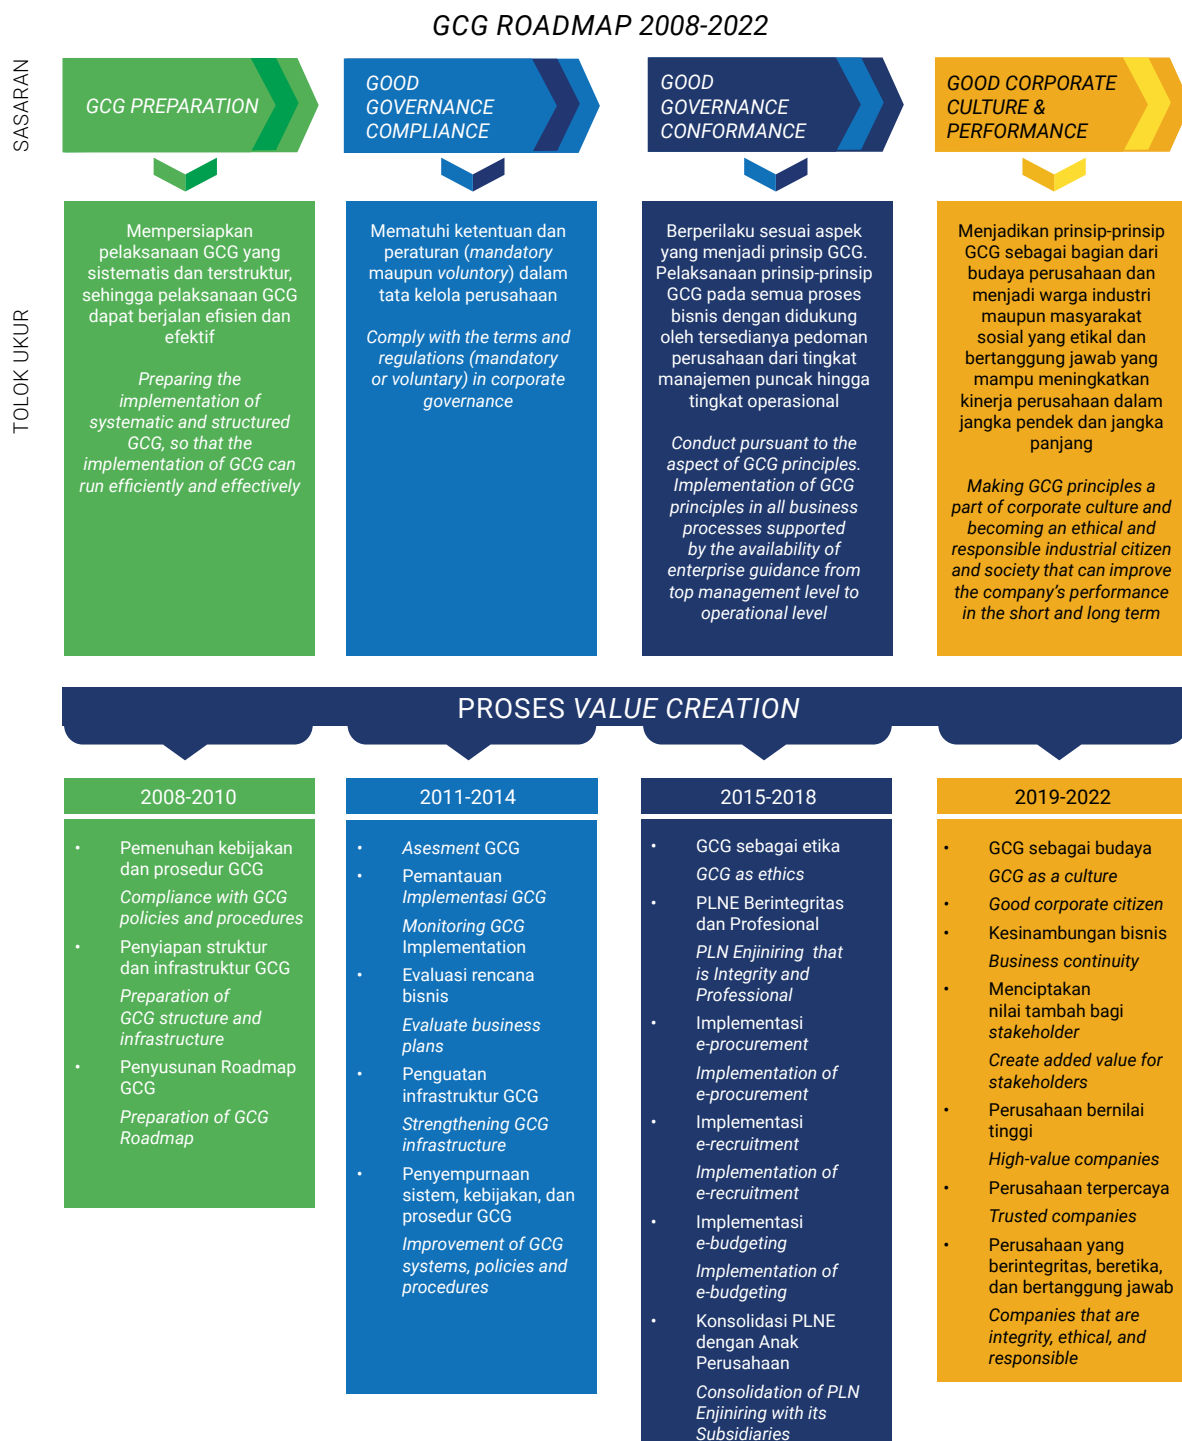 GCG ROADMAP 2008-2022
SASARAN
GCG PREPARATION
GOOD
GOVERNANCE
COMPLIANCE
GOOD
GOVERNANCE
CONFORMANCE
GOOD CORPORATE
CULTURE &
PERFORMANCE
TOLOK UKUR
Mempersiapkan
pelaksanaan GCG yang
sistematis dan terstruktur,
sehingga pelaksanaan GCG
dapat berjalan efisien dan
efektif
Preparing the
implementation of
systematic and structured
GCG, so that the
implementation of GCG can
run efficiently and effectively
Mematuhi ketentuan dan
peraturan (mandatory
maupun voluntory) dalam
tata kelola perusahaan
Comply with the terms and
regulations (mandatory
or voluntary) in corporate
governance
Berperilaku sesuai aspek
yang menjadi prinsip GCG.
Pelaksanaan prinsip-prinsip
GCG pada semua proses
bisnis dengan didukung
oleh tersedianya pedoman
perusahaan dari tingkat
manajemen puncak hingga
tingkat operasional
Conduct pursuant to the
aspect of GCG principles.
Implementation of GCG
principles in all business
processes supported
by the availability of
enterprise guidance from
top management level to
operational level
Menjadikan prinsip-prinsip
GCG sebagai bagian dari
budaya perusahaan dan
menjadi warga industri
maupun masyarakat
sosial yang etikal dan
bertanggung jawab yang
mampu meningkatkan
kinerja perusahaan dalam
jangka pendek dan jangka
panjang
Making GCG principles a
part of corporate culture and
becoming an ethical and
responsible industrial citizen
and society that can improve
the company's performance
in the short and long term
PROSES VALUE CREATION
2008-2010
• Pemenuhan kebijakan
dan prosedur GCG
Compliance with GCG
policies and procedures
• Penyiapan struktur
dan infrastruktur GCG
Preparation of
GCG structure and
infrastructure
• Penyusunan Roadmap
GCG
Preparation of GCG
Roadmap
2011-2014
• Asesment GCG
• Pemantauan
Implementasi GCG
Monitoring GCG
Implementation
• Evaluasi rencana
bisnis
Evaluate business
plans
• Penguatan
infrastruktur GCG
Strengthening GCG
infrastructure
• Penyempurnaan
sistem, kebijakan, dan
prosedur GCG
Improvement of GCG
systems, policies and
procedures
2015-2018
• GCG sebagai etika
GCG as ethics
• PLNE Berintegritas
dan Profesional
PLN Enjiniring that
is Integrity and
Professional
• Implementasi
e-procurement
Implementation of
e-procurement
• Implementasi
e-recruitment
Implementation of
e-recruitment
• Implementasi
e-budgeting
Implementation of
e-budgeting
• Konsolidasi PLNE
dengan Anak
Perusahaan
Consolidation of PLN
Enjiniring with its
Subsidiaries
2019-2022
• GCG sebagai budaya
GCG as a culture
• Good corporate citizen
• Kesinambungan bisnis
Business continuity
• Menciptakan
nilai tambah bagi
stakeholder
Create added value for
stakeholders
• Perusahaan bernilai
tinggi
High-value companies
• Perusahaan terpercaya
Trusted companies
• Perusahaan yang
berintegritas, beretika,
dan bertanggung jawab
Companies that are
integrity, ethical, and
responsible